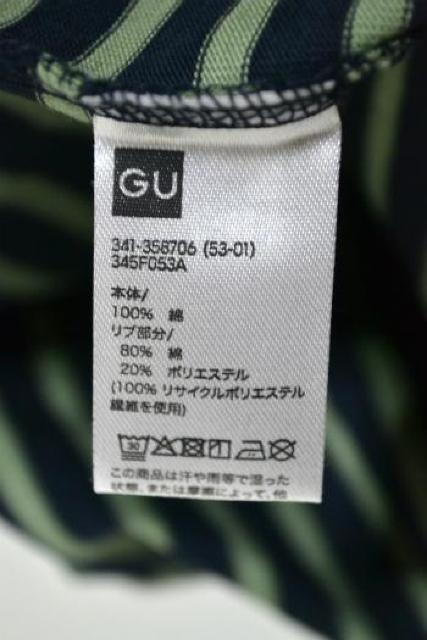 GU
341-358706 (53-01)
345F053A
本体/
100% 綿
リブ部分/
80% 綿
20% ポリエステル
(100% リサイクルポリエステル
繊維を使用)
30
この商品は汗や雨等で湿った
状態、または摩擦によって、他